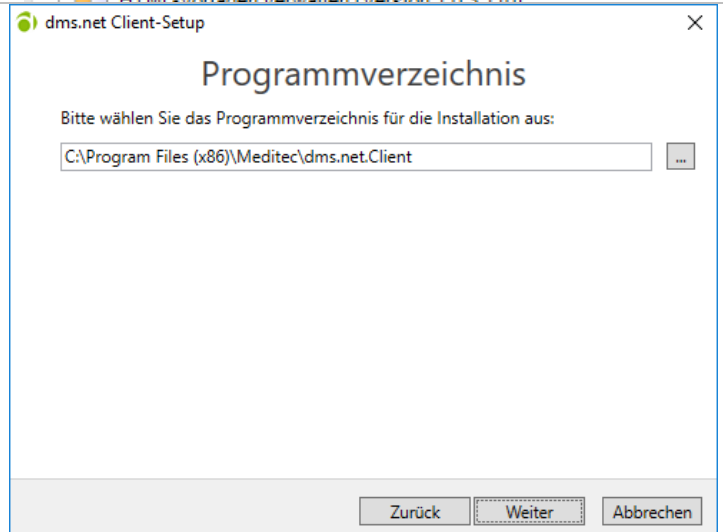 dms.net Client-Setup
Programmverzeichnis
Bitte wählen Sie das Programmverzeichnis für die Installation aus:
C:\Program Files (x86)\Meditec\dms.net.Client
...
Zurück
Weiter
Abbrechen